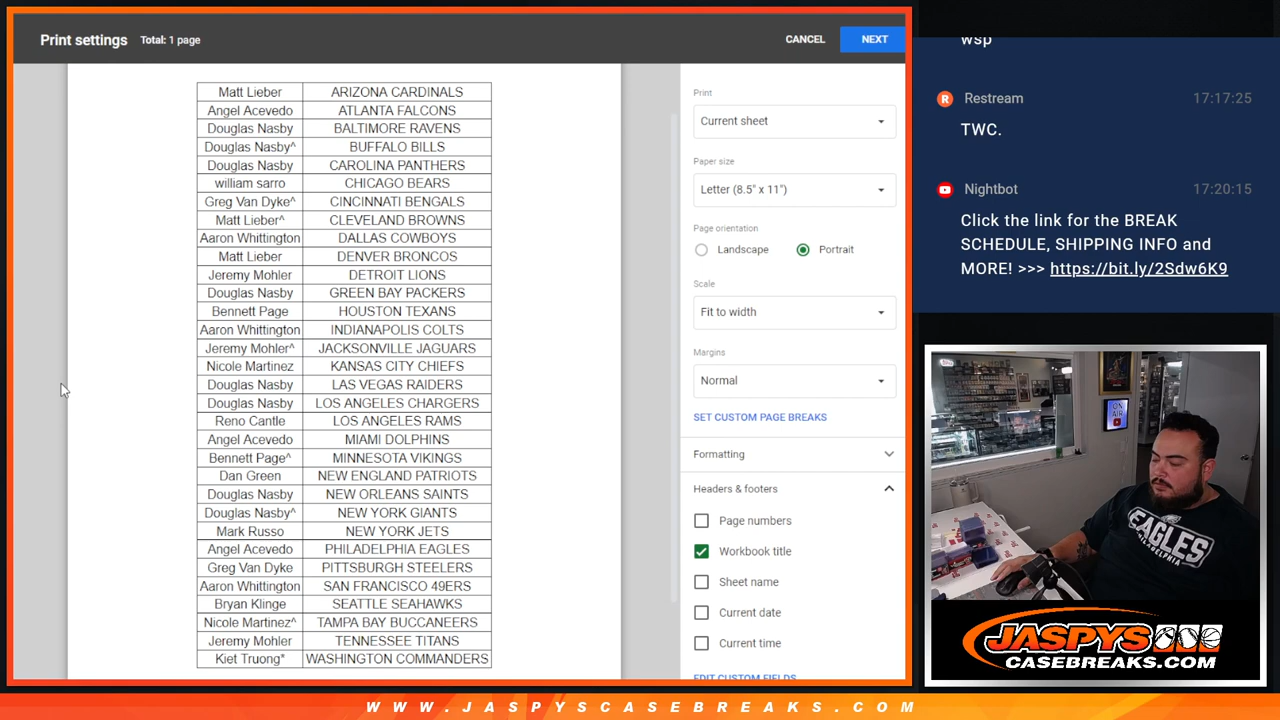 Print settings Total: 1 page CANCEL NEXT
Matt Lieber ARIZONA CARDINALS
Angel Acevedo ATLANTA FALCONS
Douglas Nasby BALTIMORE RAVENS
Douglas Nasby^ BUFFALO BILLS
Douglas Nasby CAROLINA PANTHERS
william sarro CHICAGO BEARS
Greg Van Dyke^ CINCINNATI BENGALS
Matt Lieber^ CLEVELAND BROWNS
Aaron Whittington DALLAS COWBOYS
Matt Lieber DENVER BRONCOS
Jeremy Mohler DETROIT LIONS
Douglas Nasby GREEN BAY PACKERS
Bennett Page HOUSTON TEXANS
Aaron Whittington INDIANAPOLIS COLTS
Jeremy Mohler^ JACKSONVILLE JAGUARS
Nicole Martinez KANSAS CITY CHIEFS
Douglas Nasby LAS VEGAS RAIDERS
Douglas Nasby LOS ANGELES CHARGERS
Reno Cantle LOS ANGELES RAMS
Angel Acevedo MIAMI DOLPHINS
Bennett Page^ MINNESOTA VIKINGS
Dan Green NEW ENGLAND PATRIOTS
Douglas Nasby NEW ORLEANS SAINTS
Douglas Nasby^ NEW YORK GIANTS
Mark Russo NEW YORK JETS
Angel Acevedo PHILADELPHIA EAGLES
Greg Van Dyke PITTSBURGH STEELERS
Aaron Whittington SAN FRANCISCO 49ERS
Bryan Klinge SEATTLE SEAHAWKS
Nicole Martinez^ TAMPA BAY BUCCANEERS
Jeremy Mohler TENNESSEE TITANS
Kiet Truong* WASHINGTON COMMANDERS
Print
Current sheet
Paper size
Letter (8.5" x 11")
Page orientation
Landscape Portrait
Scale
Fit to width
Margins
Normal
SET CUSTOM PAGE BREAKS
Formatting
Headers & footers
Page numbers
Workbook title
Sheet name
Current date
Current time
EDIT CUSTOM FIELDS
wsp
Restream 17:17:25
TWC.
Nightbot 17:20:15
Click the link for the BREAK
SCHEDULE, SHIPPING INFO and
MORE! >>> https://bit.ly/2Sdw6K9
ON
AIR
EAGLES
PHILADELPHIA
JASPYS
CASEBREAKS.COM
WWW.JASPYSCASEBREAKS.COM